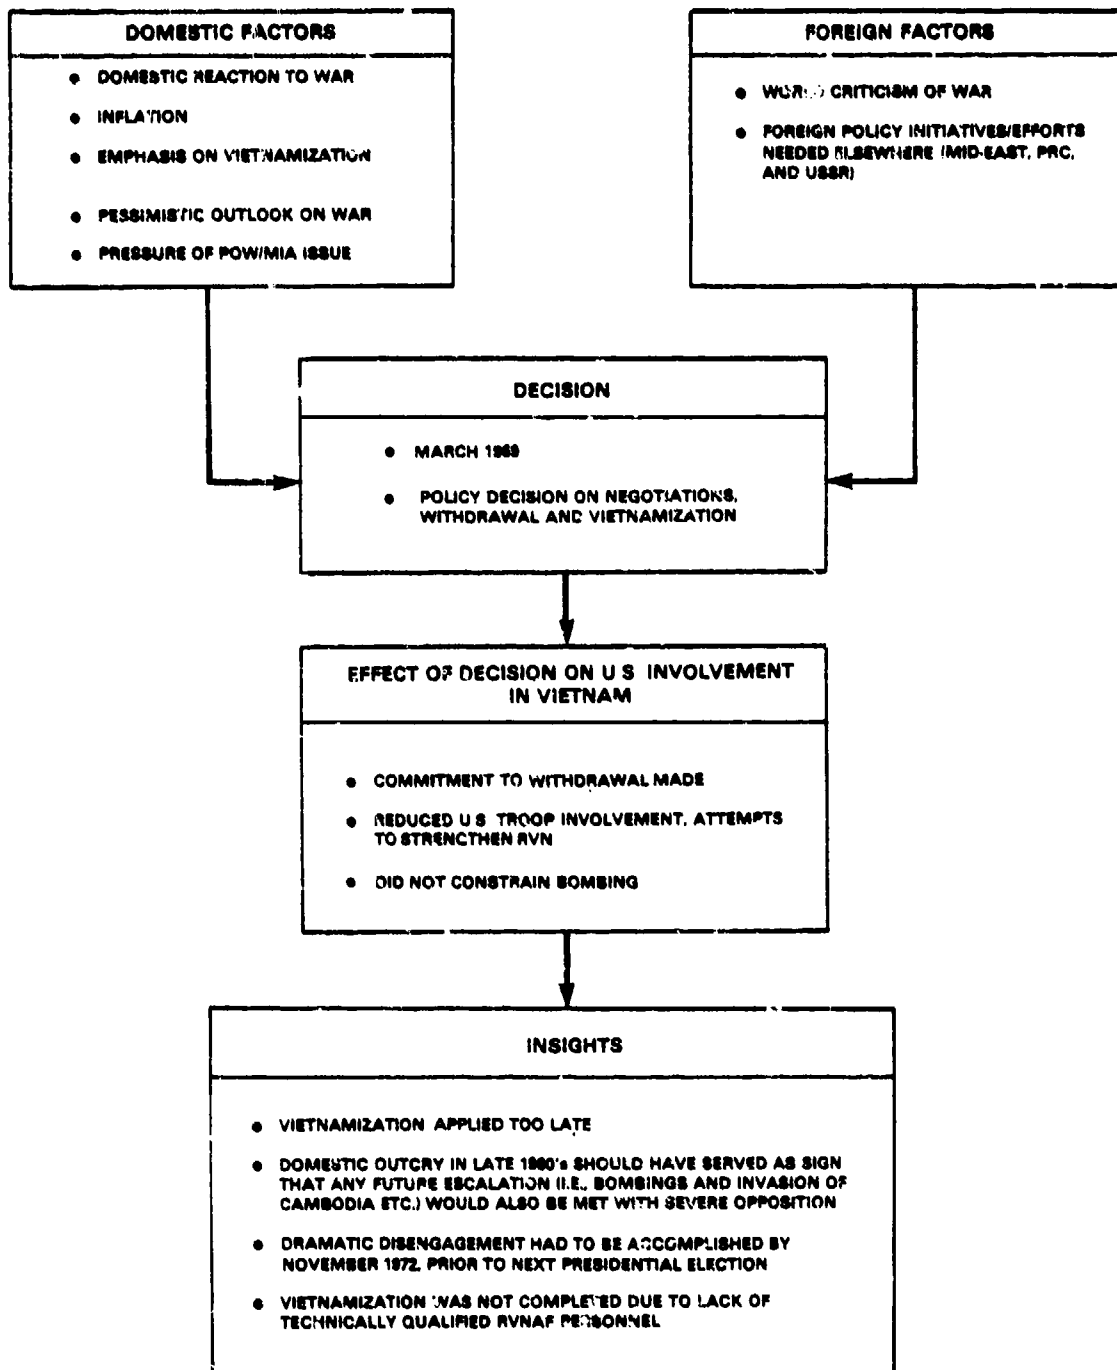 DOMESTIC FACTORS
• DOMESTIC REACTION TO WAR
• INFLATION
• EMPHASIS ON VIETNAMIZATION
• PESSIMISTIC OUTLOOK ON WAR
• PRESSURE OF POW/MIA ISSUE
FOREIGN FACTORS
• WORLD CRITICISM OF WAR
• FOREIGN POLICY INITIATIVES/EFFORTS
NEEDED ELSEWHERE (MID-EAST, PRC,
AND USSR)
DECISION
• MARCH 1969
• POLICY DECISION ON NEGOTIATIONS,
WITHDRAWAL AND VIETNAMIZATION
EFFECT OF DECISION ON U S INVOLVEMENT
IN VIETNAM
• COMMITMENT TO WITHDRAWAL MADE
• REDUCED U S TROOP INVOLVEMENT, ATTEMPTS
TO STRENGTHEN RVN
• DID NOT CONSTRAIN BOMBING
INSIGHTS
• VIETNAMIZATION APPLIED TOO LATE
• DOMESTIC OUTCRY IN LATE 1960's SHOULD HAVE SERVED AS SIGN
THAT ANY FUTURE ESCALATION (I.E., BOMBINGS AND INVASION OF
CAMBODIA ETC.) WOULD ALSO BE MET WITH SEVERE OPPOSITION
• DRAMATIC DISENGAGEMENT HAD TO BE ACCOMPLISHED BY
NOVEMBER 1972, PRIOR TO NEXT PRESIDENTIAL ELECTION
• VIETNAMIZATION WAS NOT COMPLETED DUE TO LACK OF
TECHNICALLY QUALIFIED RVNAF PERSONNEL